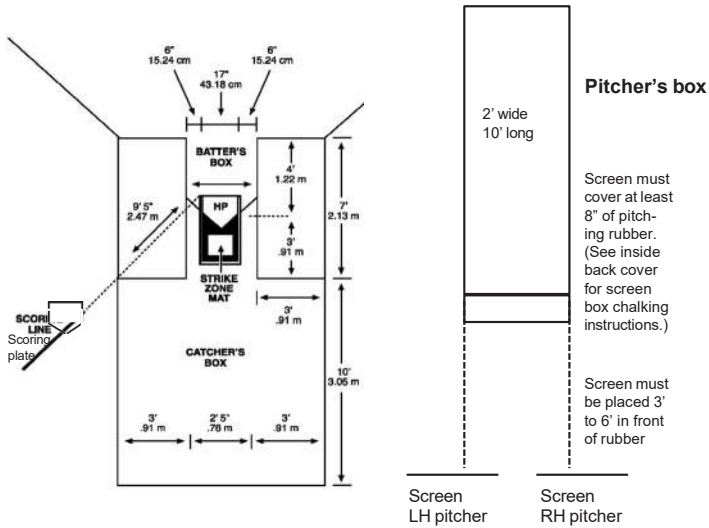 6"
15.24 cm
17"
43.18 cm
6"
15.24 cm
BATTER'S
BOX
HP
4'
1.22 m
7'
2.13 m
9' 5"
2.47 m
3'
.91 m
STRIKE
ZONE
MAT
3'
.91 m
LINE
Scoring
plate
CATCHER'S
BOX
10'
3.05 m
3'
.91 m
2' 5"
.76 m
3'
.91 m
2' wide
10' long
Pitcher's box
Screen must
cover at least
8" of pitch-
ing rubber.
(See inside
back cover
for screen
box chalking
instructions.)
Screen must
be placed 3'
to 6' in front
of rubber
Screen
LH pitcher
Screen
RH pitcher